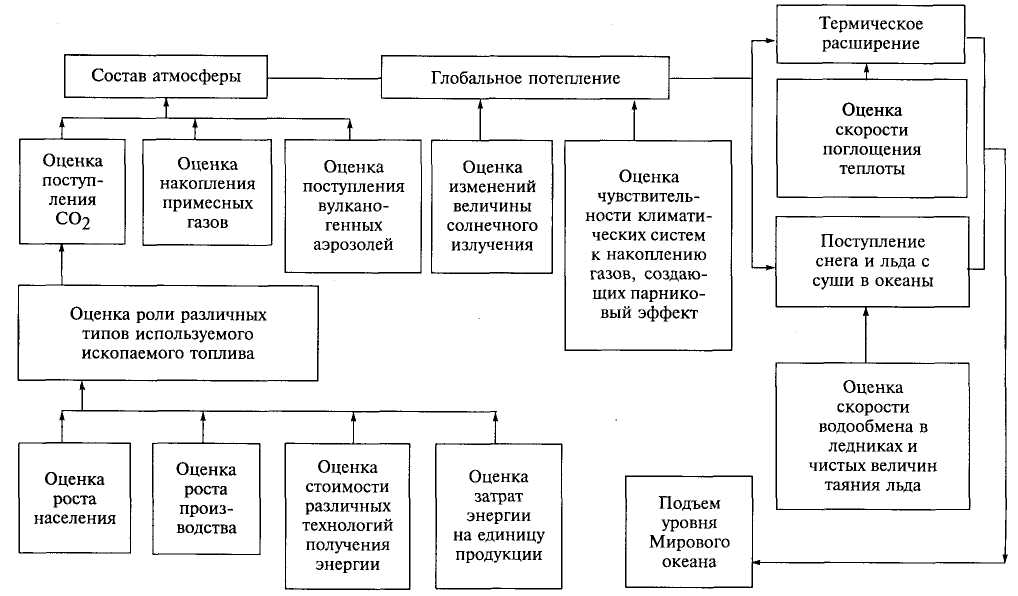 Термическое
расширение
Состав атмосферы
Глобальное потепление
Оценка
поступ-
ления
CO2
Оценка
накопления
примесных
газов
Оценка
поступления
вулкано-
генных
аэрозолей
Оценка
изменений
величины
солнечного
излучения
Оценка
чувствитель-
ности климати-
ческих систем
к накоплению
газов, создаю-
щих парнико-
вый эффект
Оценка
скорости
поглощения
теплоты
Поступление
снега и льда с
суши в океаны
Оценка роли различных
типов используемого
ископаемого топлива
Оценка
скорости
водообмена в
ледниках и
чистых величин
таяния льда
Оценка
роста
населения
Оценка
роста
произ-
водства
Оценка
стоимости
различных
технологий
получения
энергии
Оценка
затрат
энергии
на единицу
продукции
Подъем
уровня
Мирового
океана